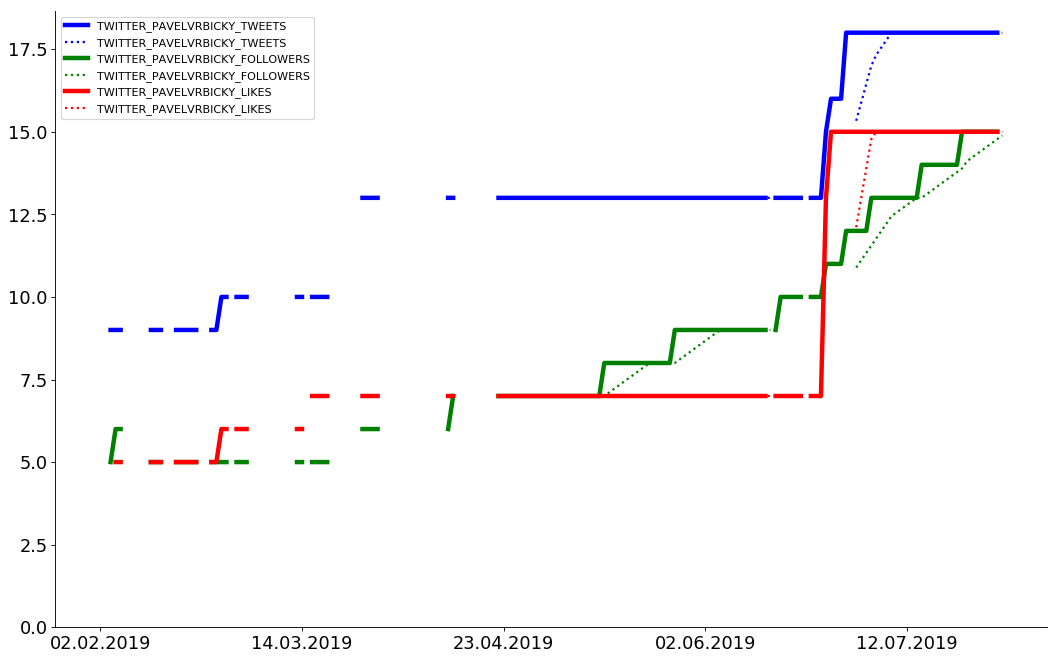 TWITTER_PAVELVRBICKY_TWEETS
TWITTER_PAVELVRBICKY_TWEETS
TWITTER_PAVELVRBICKY_FOLLOWERS
TWITTER_PAVELVRBICKY_FOLLOWERS
TWITTER_PAVELVRBICKY_LIKES
TWITTER_PAVELVRBICKY_LIKES
17.5
15.0
12.5
10.0
7.5
5.0
2.5
0.0
02.02.2019 14.03.2019 23.04.2019 02.06.2019 12.07.2019